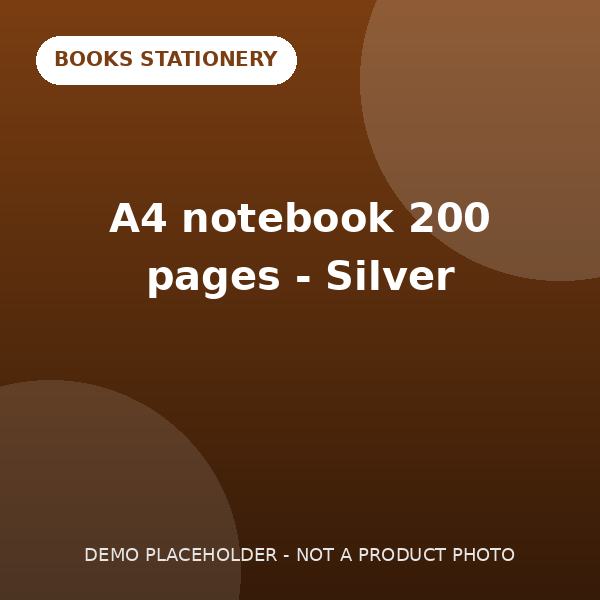 BOOKS STATIONERY
A4 notebook 200
pages - Silver
DEMO PLACEHOLDER - NOT A PRODUCT PHOTO